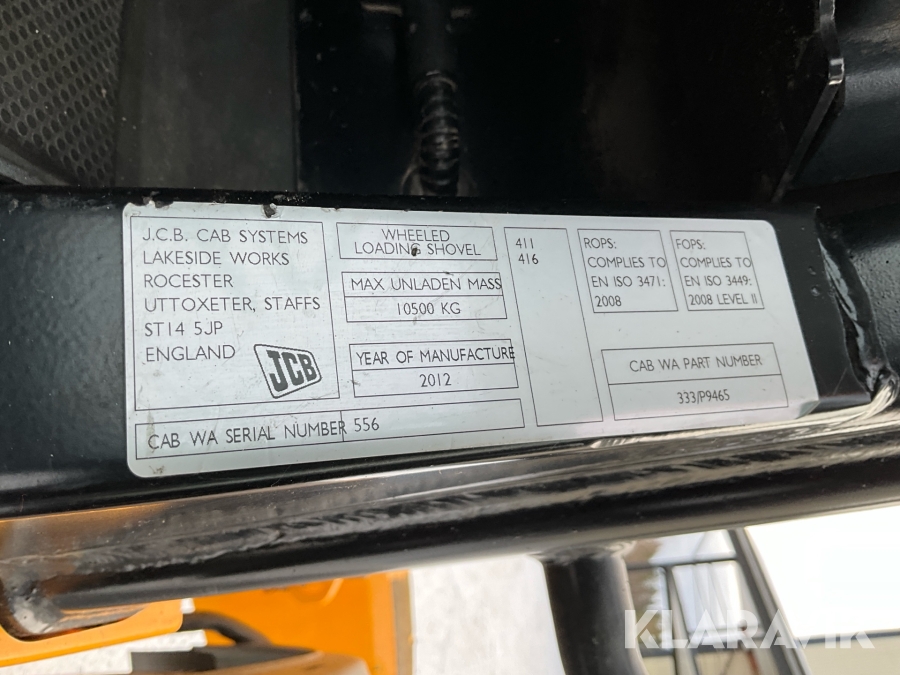 J.C.B. CAB SYSTEMS
LAKESIDE WORKS
ROCESTER
UTTOXETER, STAFFS
ST14 5JP
ENGLAND
JCB
CAB WA SERIAL NUMBER 556
WHEELED
LOADING SHOVEL
MAX UNLADEN MASS
10500 KG
YEAR OF MANUFACTURE
2012
411
416
ROPS:
COMPLIES TO
EN ISO 3471:
2008
FOPS:
COMPLIES TO
EN ISO 3449:
2008 LEVEL II
CAB WA PART NUMBER
333/P9465
KLARAVIK